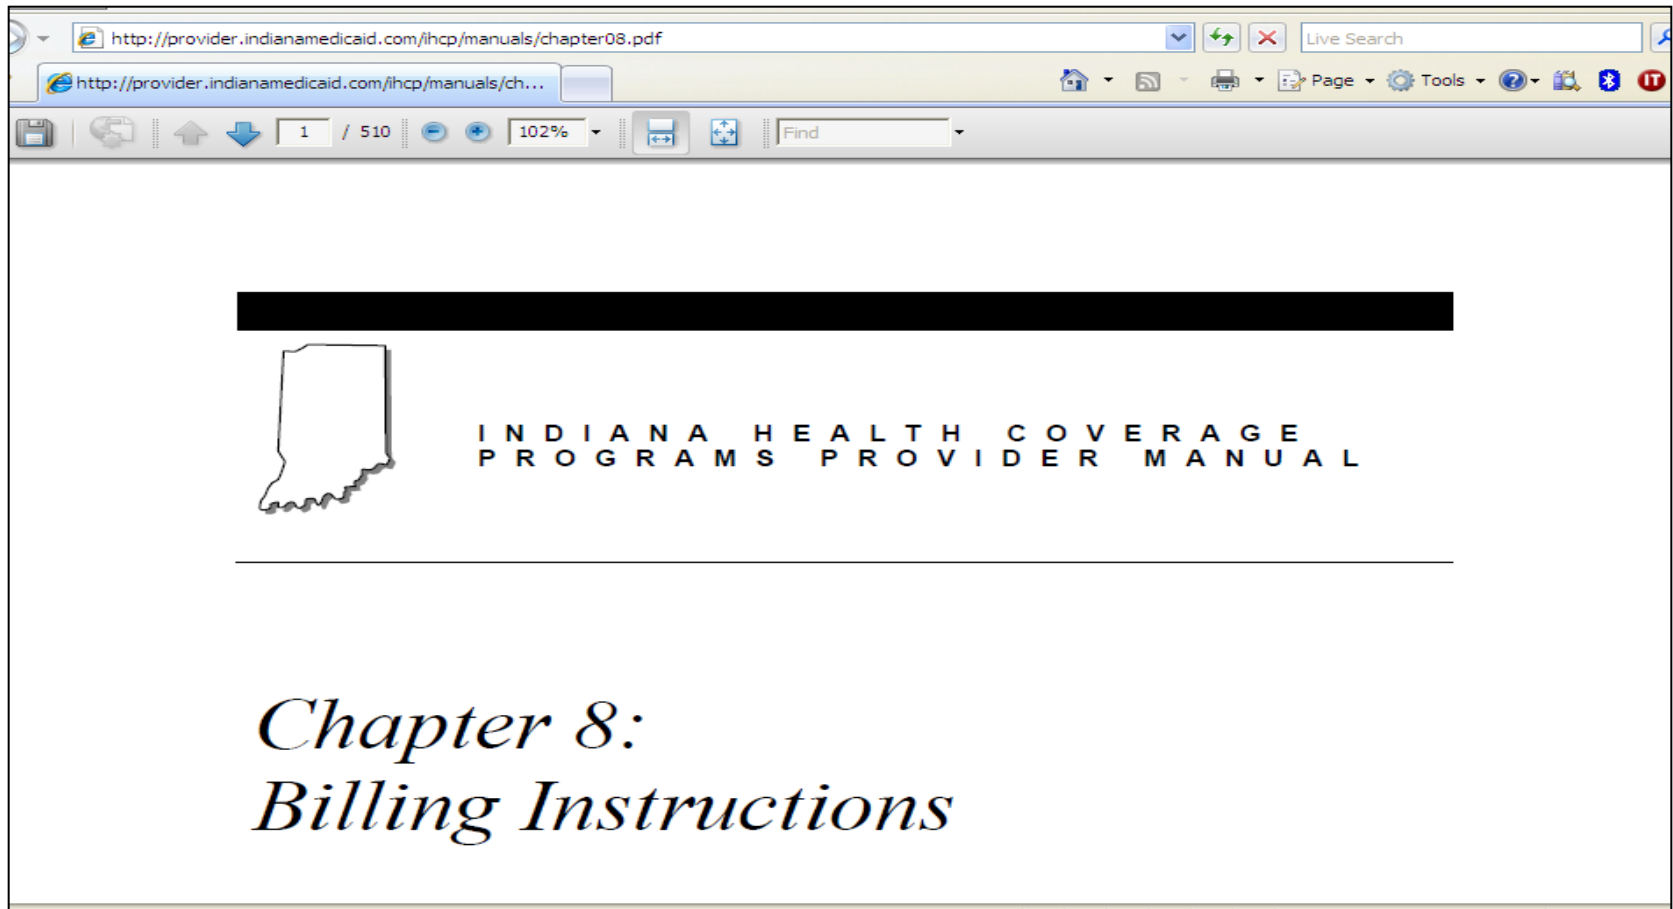 http://provider.indianamedicaid.com/ihcp/manuals/chapter08.pdf
Live Search
http://provider.indianamedicaid.com/ihcp/manuals/ch...
Page
Tools
1 / 510
102%
Find
INDIANA HEALTH COVERAGE
PROGRAMS PROVIDER MANUAL
Chapter 8:
Billing Instructions